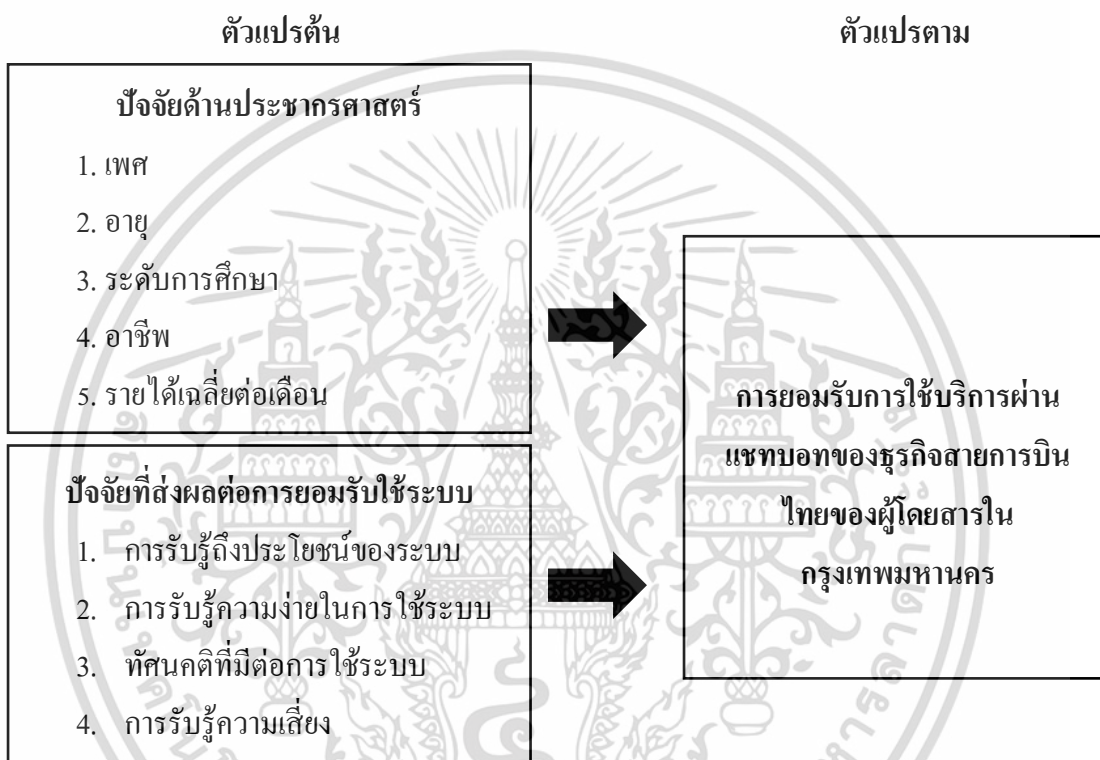 ตัวแปรต้น
ตัวแปรตาม
ปัจจัยด้านประชากรศาสตร์
1. เพศ
2. อายุ
3. ระดับการศึกษา
4. อาชีพ
5. รายได้เฉลี่ยต่อเดือน
ปัจจัยที่ส่งผลต่อการยอมรับใช้ระบบ
1. การรับรู้ถึงประโยชน์ของระบบ
2. การรับรู้ความง่ายในการใช้ระบบ
3. ทัศนคติที่มีต่อการใช้ระบบ
4. การรับรู้ความเสี่ยง
การยอมรับการใช้บริการผ่าน
แชทบอทของธุรกิจสายการบิน
ไทยของผู้โดยสารใน
กรุงเทพมหานคร